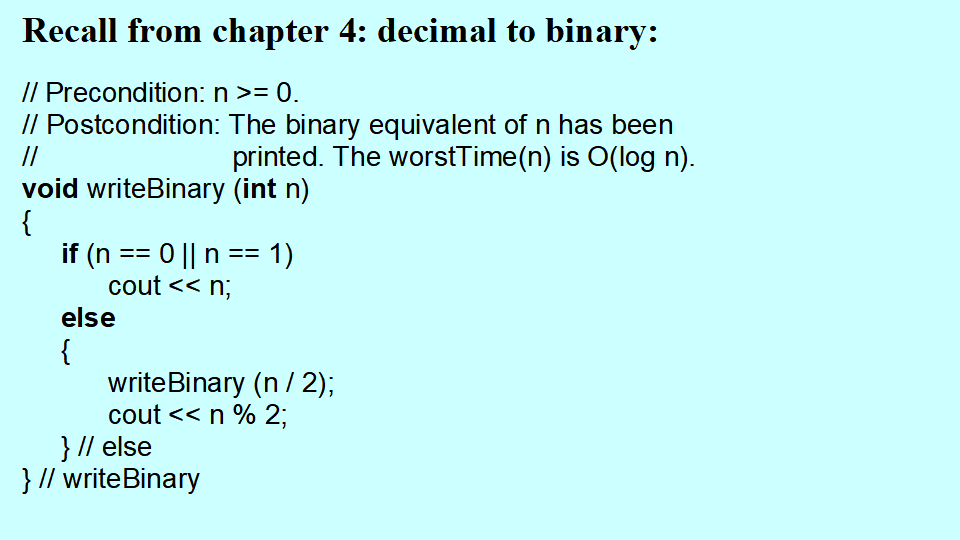 Recall from chapter 4: decimal to binary:
// Precondition: n >= 0.
// Postcondition: The binary equivalent of n has been
// printed. The worstTime(n) is O(log n).
void writeBinary (int n)
{
if (n == 0 || n == 1)
cout << n;
else
{
writeBinary (n / 2);
cout << n % 2;
} // else
} // writeBinary